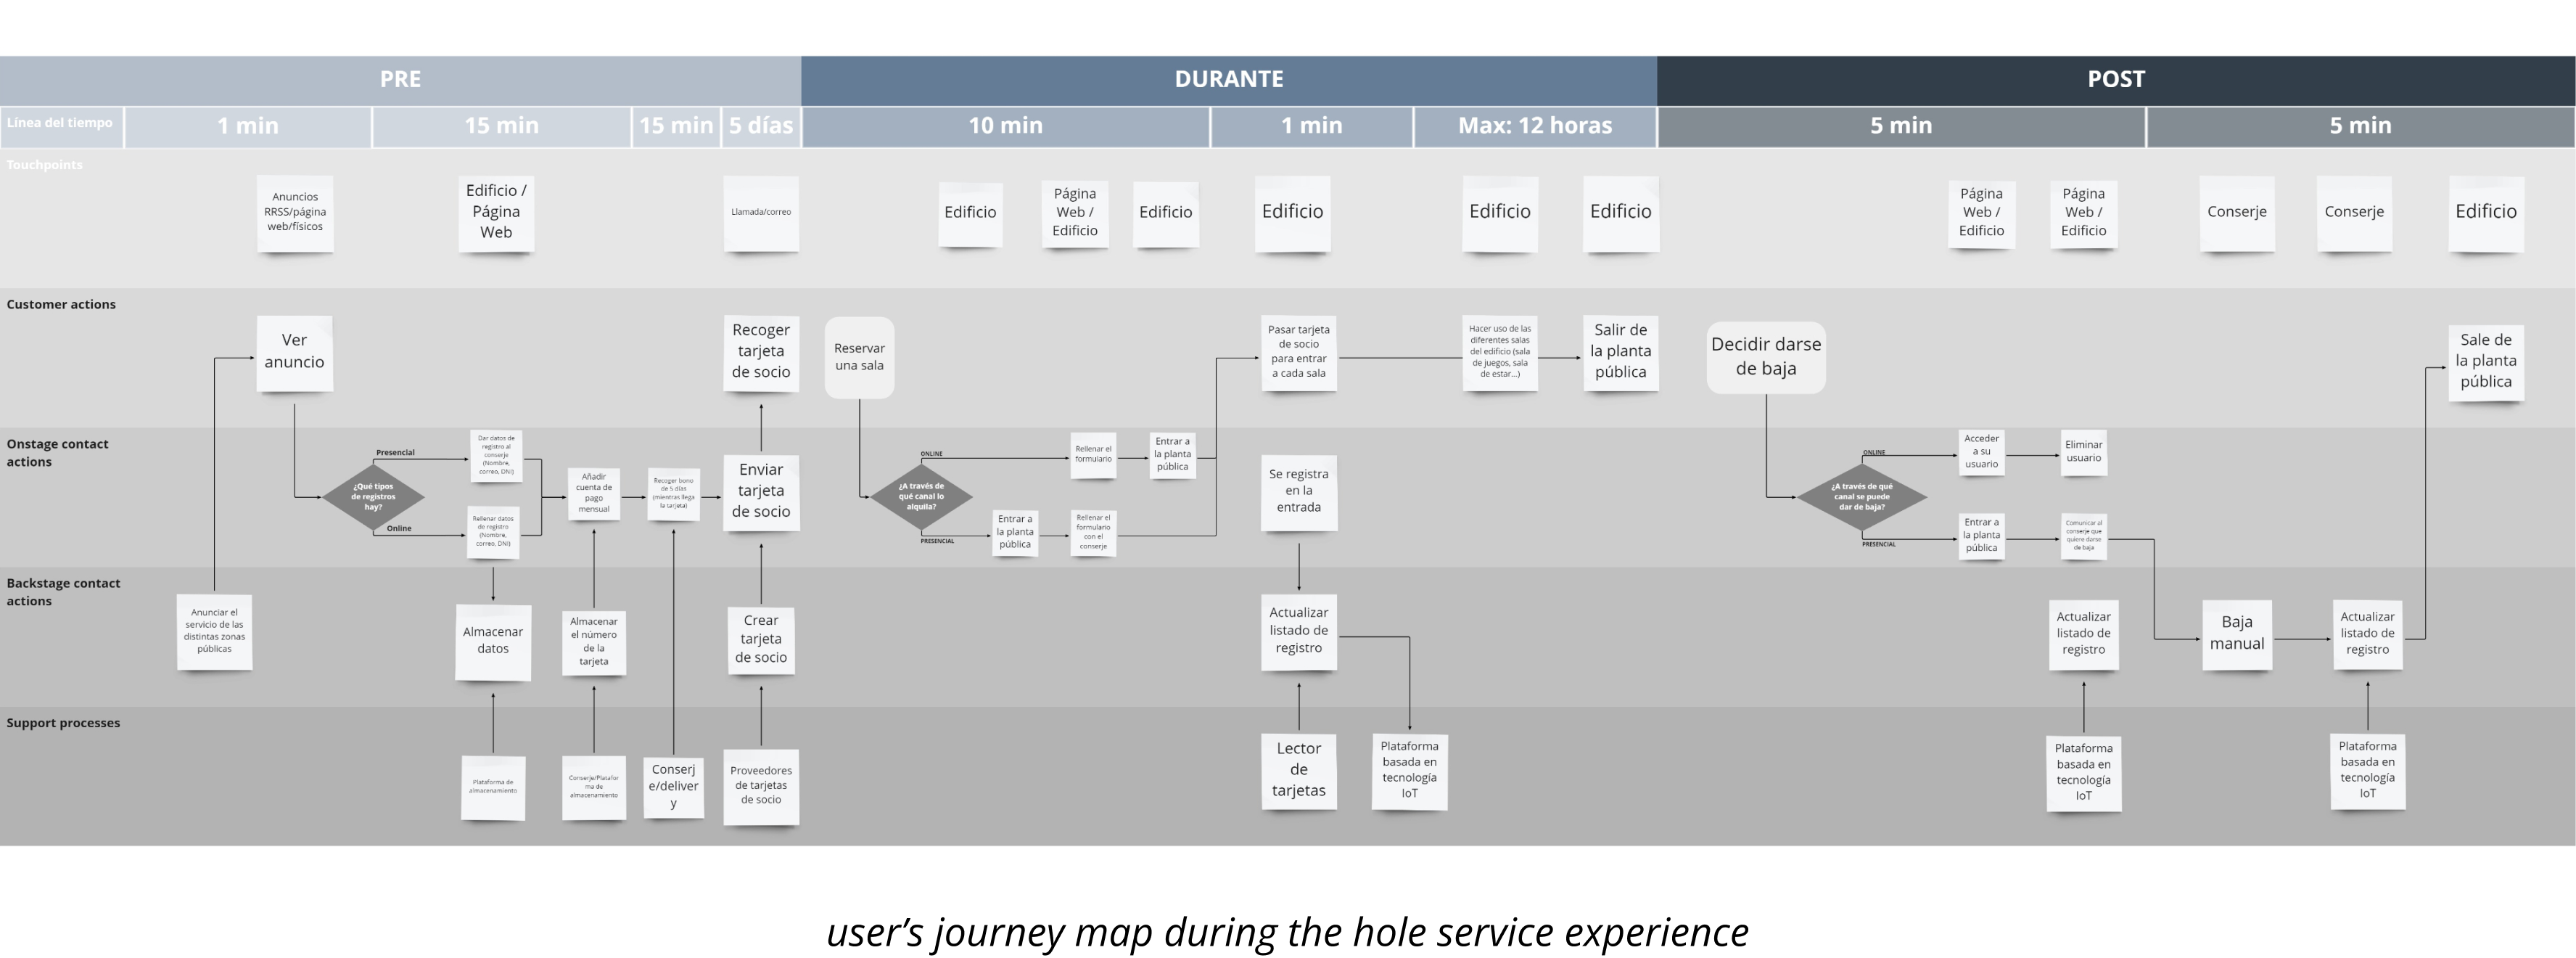 PRE
DURANTE
POST
Línea del tiempo
1 min
15 min
15 min
5 días
10 min
1 min
Max: 12 horas
5 min
5 min
Touchpoints
Anuncios
RRSS/página
web/físicos
Edificio /
Página
Web
Llamada/correo
Edificio
Página
Web /
Edificio
Edificio
Edificio
Edificio
Edificio
Página
Web /
Edificio
Página
Web /
Edificio
Conserje
Conserje
Edificio
Customer actions
Ver
anuncio
Recoger
tarjeta
de socio
Reservar
una sala
Pasar tarjeta
de socio
para entrar
a cada sala
Hacer uso de las
diferentes salas
del edificio (sala
de juegos, sala
de estar...)
Salir de
la planta
pública
Decidir darse
de baja
Sale de
la planta
pública
Onstage contact
actions
¿Qué tipos
de registros
hay?
Presencial
Dar datos de
registro al
conserje
(Nombre,
correo, DNI)
Online
Rellenar datos
de registro
(Nombre,
correo, DNI)
Añadir
cuenta de
pago
mensual
Recoger bono
de 5 días
(mientras llega
la tarjeta)
Enviar
tarjeta
de socio
¿A través de
qué canal lo
alquila?
ONLINE
Rellenar el
formulario
Entrar a
la planta
pública
PRESENCIAL
Entrar a
la planta
pública
Rellenar el
formulario
con el
conserje
Se registra
en la
entrada
¿A través de qué
canal se puede
dar de baja?
ONLINE
Acceder
a su
usuario
Eliminar
usuario
PRESENCIAL
Entrar a
la planta
pública
Comunicar al
conserje que
quiere darse
de baja
Backstage contact
actions
Anunciar el
servicio de las
distintas zonas
públicas
Almacenar
datos
Almacenar
el número
de la
tarjeta
Crear
tarjeta
de socio
Actualizar
listado de
registro
Actualizar
listado de
registro
Baja
manual
Actualizar
listado de
registro
Support processes
Plataforma de
almacenamiento
Conserje/Platafor
ma de
almacenamiento
Conserj
e/deliver
y
Proveedores
de tarjetas
de socio
Lector
de
tarjetas
Plataforma
basada en
tecnología
IoT
Plataforma
basada en
tecnología
IoT
Plataforma
basada en
tecnología
IoT
user's journey map during the hole service experience